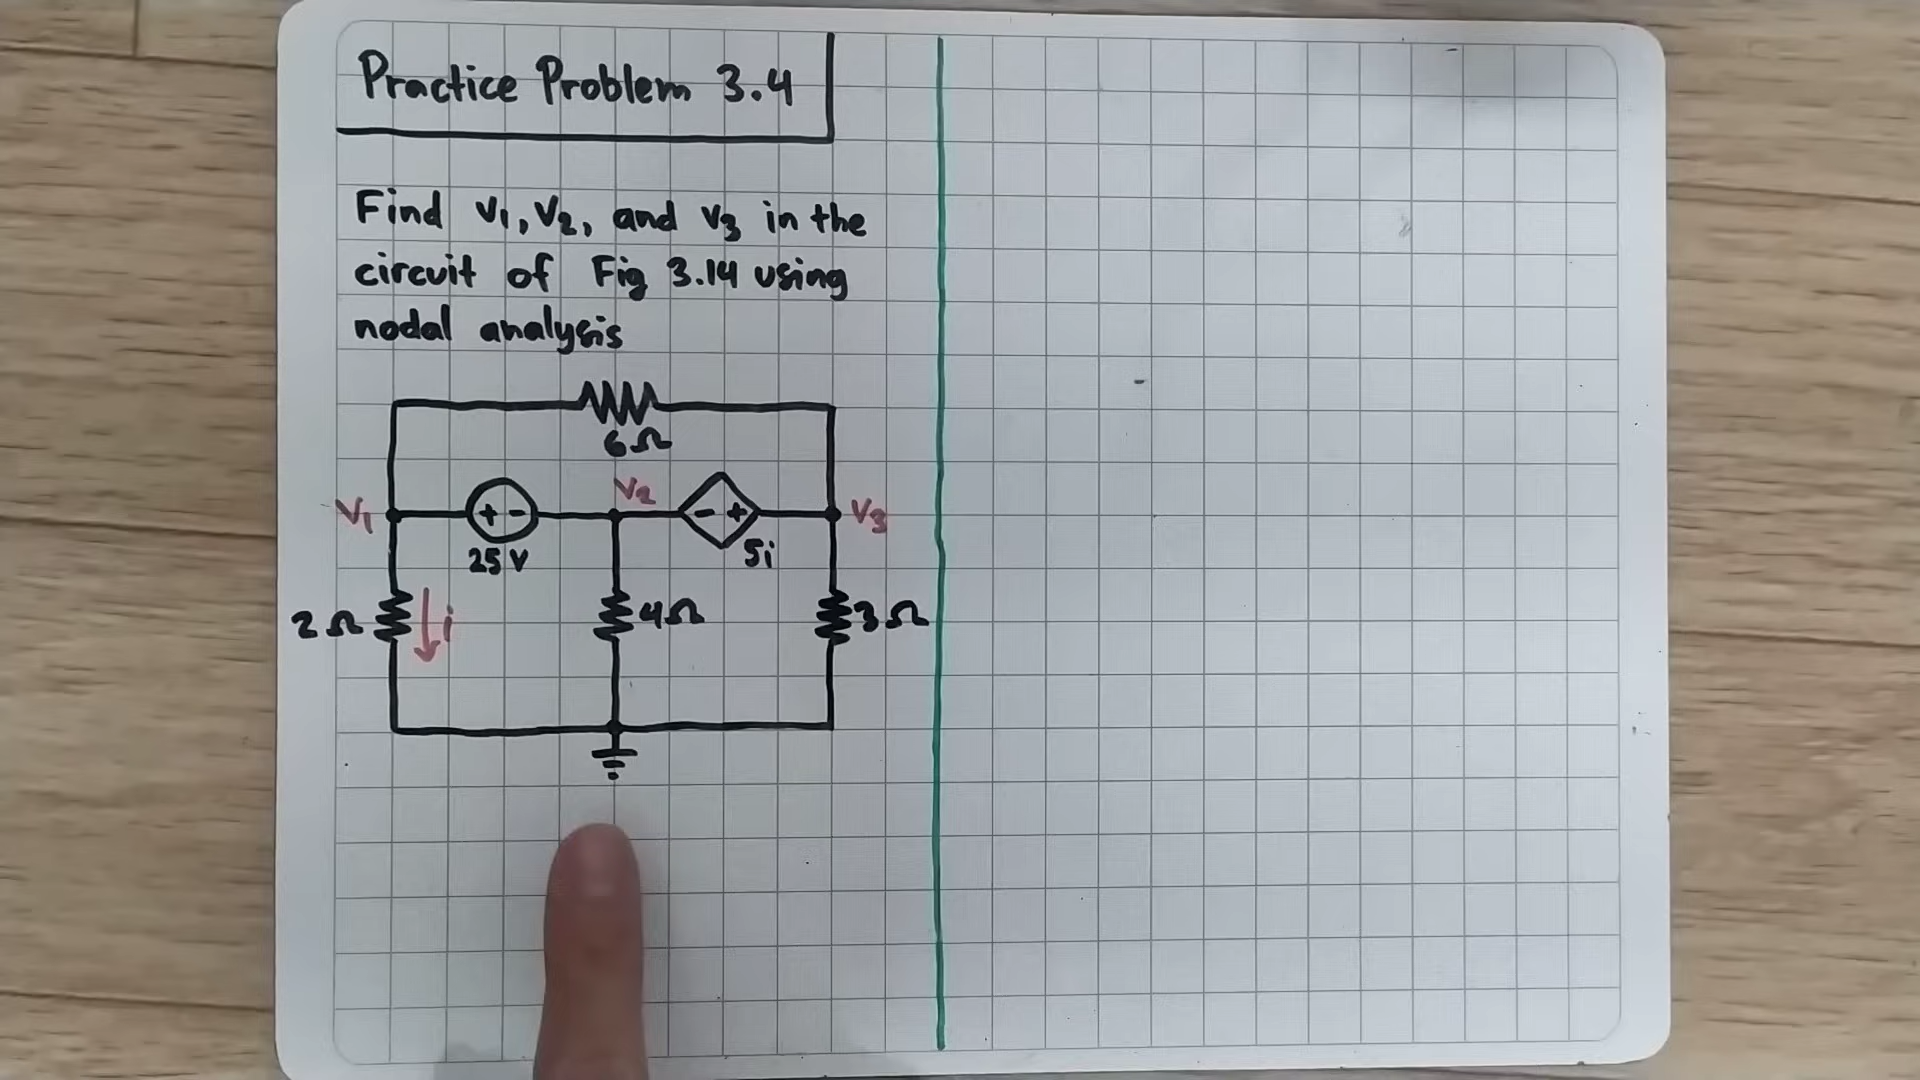 Practice Problem 3.4
Find v₁, v₂, and v₃ in the
circuit of Fig 3.14 using
nodal analysis
6Ω
V₁
+ -
25 V
V₂
- +
5i
V₃
2Ω
i
4Ω
3Ω